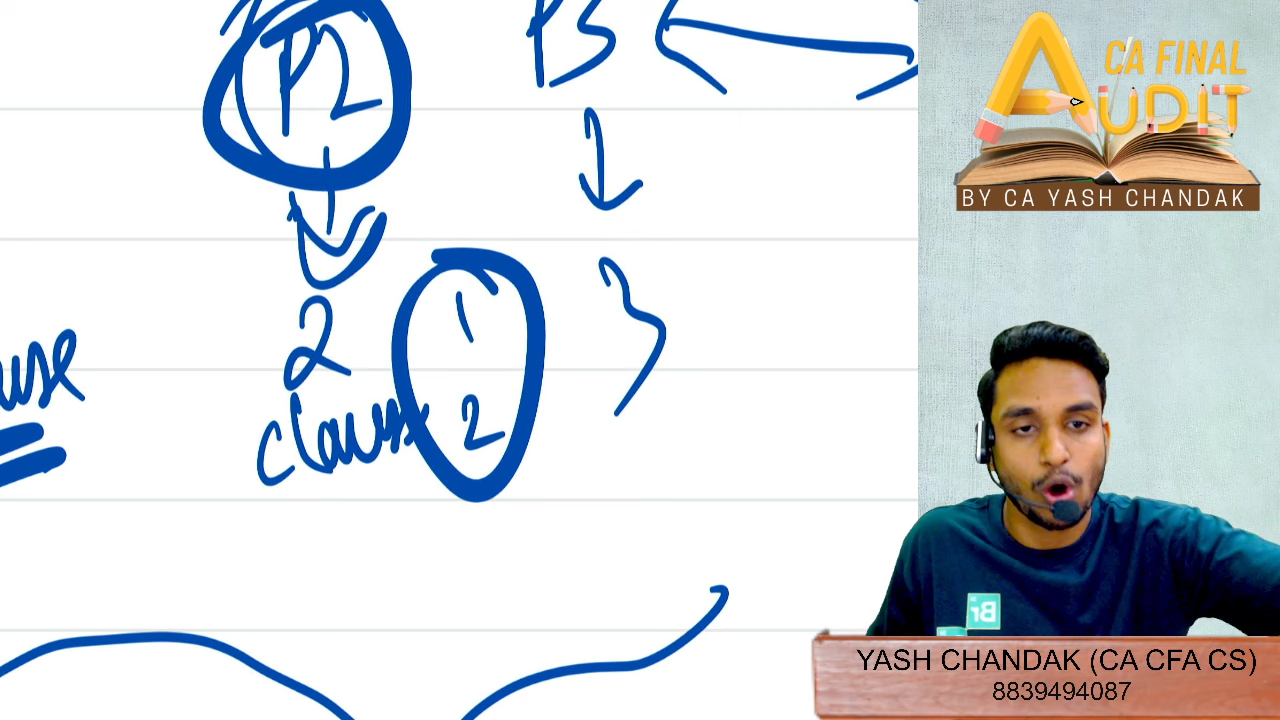 P2
P3
1
2
2
clause
CA FINAL
AUDIT
BY CA YASH CHANDAK
Br
YASH CHANDAK (CA CFA CS)
8839494087